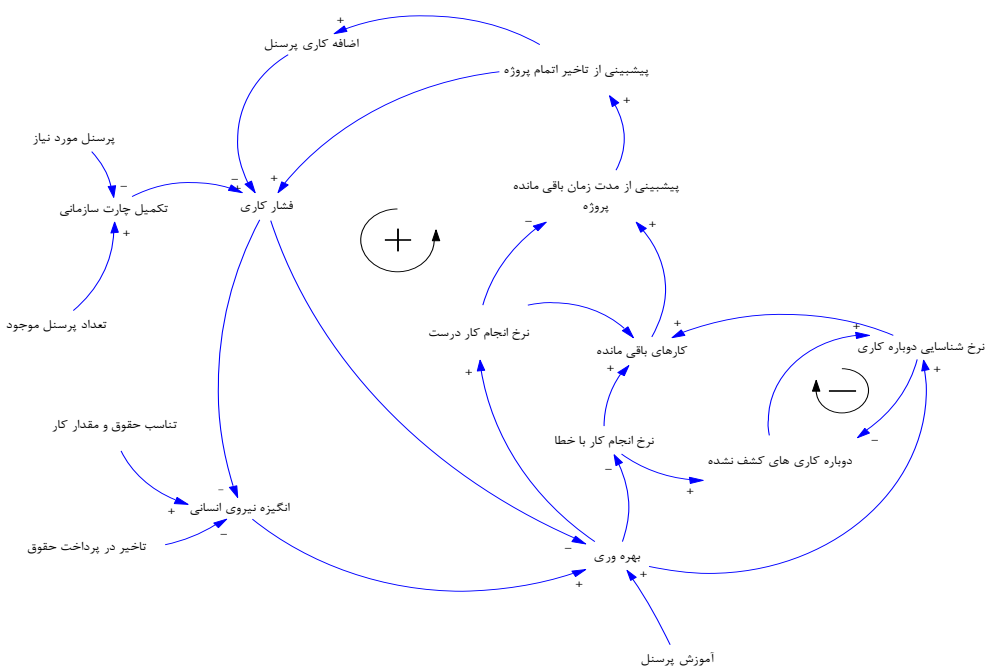 اضافه کاری پرسنل
پیشبینی از تاخیر اتمام پروژه
پرسنل مورد نیاز
پیشبینی از مدت زمان باقی مانده
پروژه
تکمیل چارت سازمانی
فشار کاری
تعداد پرسنل موجود
نرخ انجام کار درست
کارهای باقی مانده
نرخ شناسایی دوباره کاری
تناسب حقوق و مقدار کار
نرخ انجام کار با خطا
دوباره کاری های کشف نشده
انگیزه نیروی انسانی
تاخیر در پرداخت حقوق
بهره وری
آموزش پرسنل